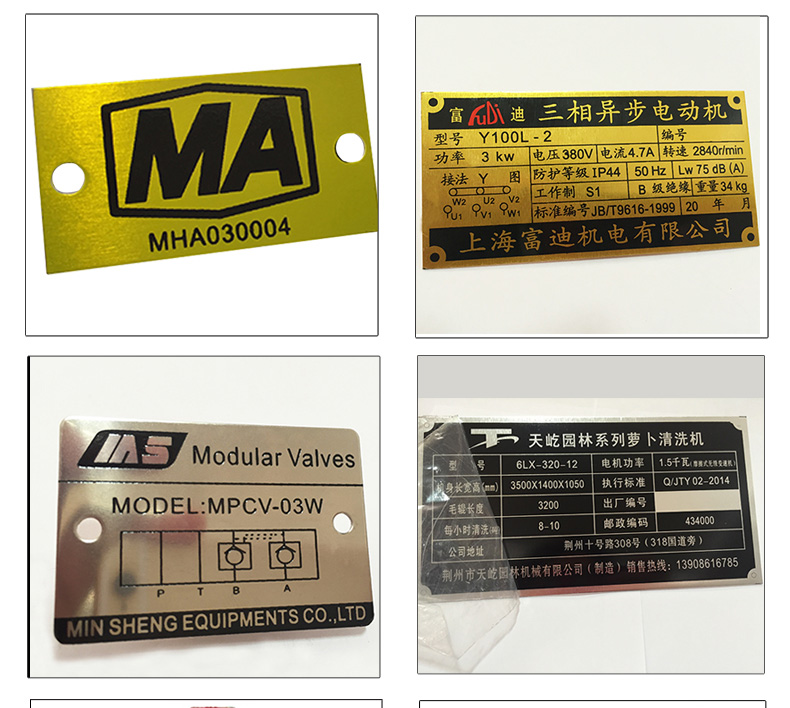 MA
MHA030004
富 FUDi 迪 三相异步电动机
型号 Y100L-2 编号
功率 3 kw 电压380V 电流4.7A 转速 2840r/min
接法 Y 图 防护等级 IP44 50 Hz Lw 75 dB (A)
工作制 S1 B 级绝缘 重量 34kg
W2 U2 V2
U1 V1 W1
标准编号JB/T9616-1999 20 年 月
上海富迪机电有限公司
Modular Valves
MODEL:MPCV-03W
P T B A
MIN SHENG EQUIPMENTS CO.,LTD
天屹园林系列萝卜清洗机
型 号 6LX-320-12 电机功率 1.5千瓦
身长宽高(mm) 3500X1400X1050 执行标准 Q/JTY 02-2014
毛辊长度 3200 出厂编号
每小时清洗 8-10 邮政编码 434000
公司地址 荆州十号路308号(318国道旁)
荆州市天屹园林机械有限公司(制造)销售热线:13908616785